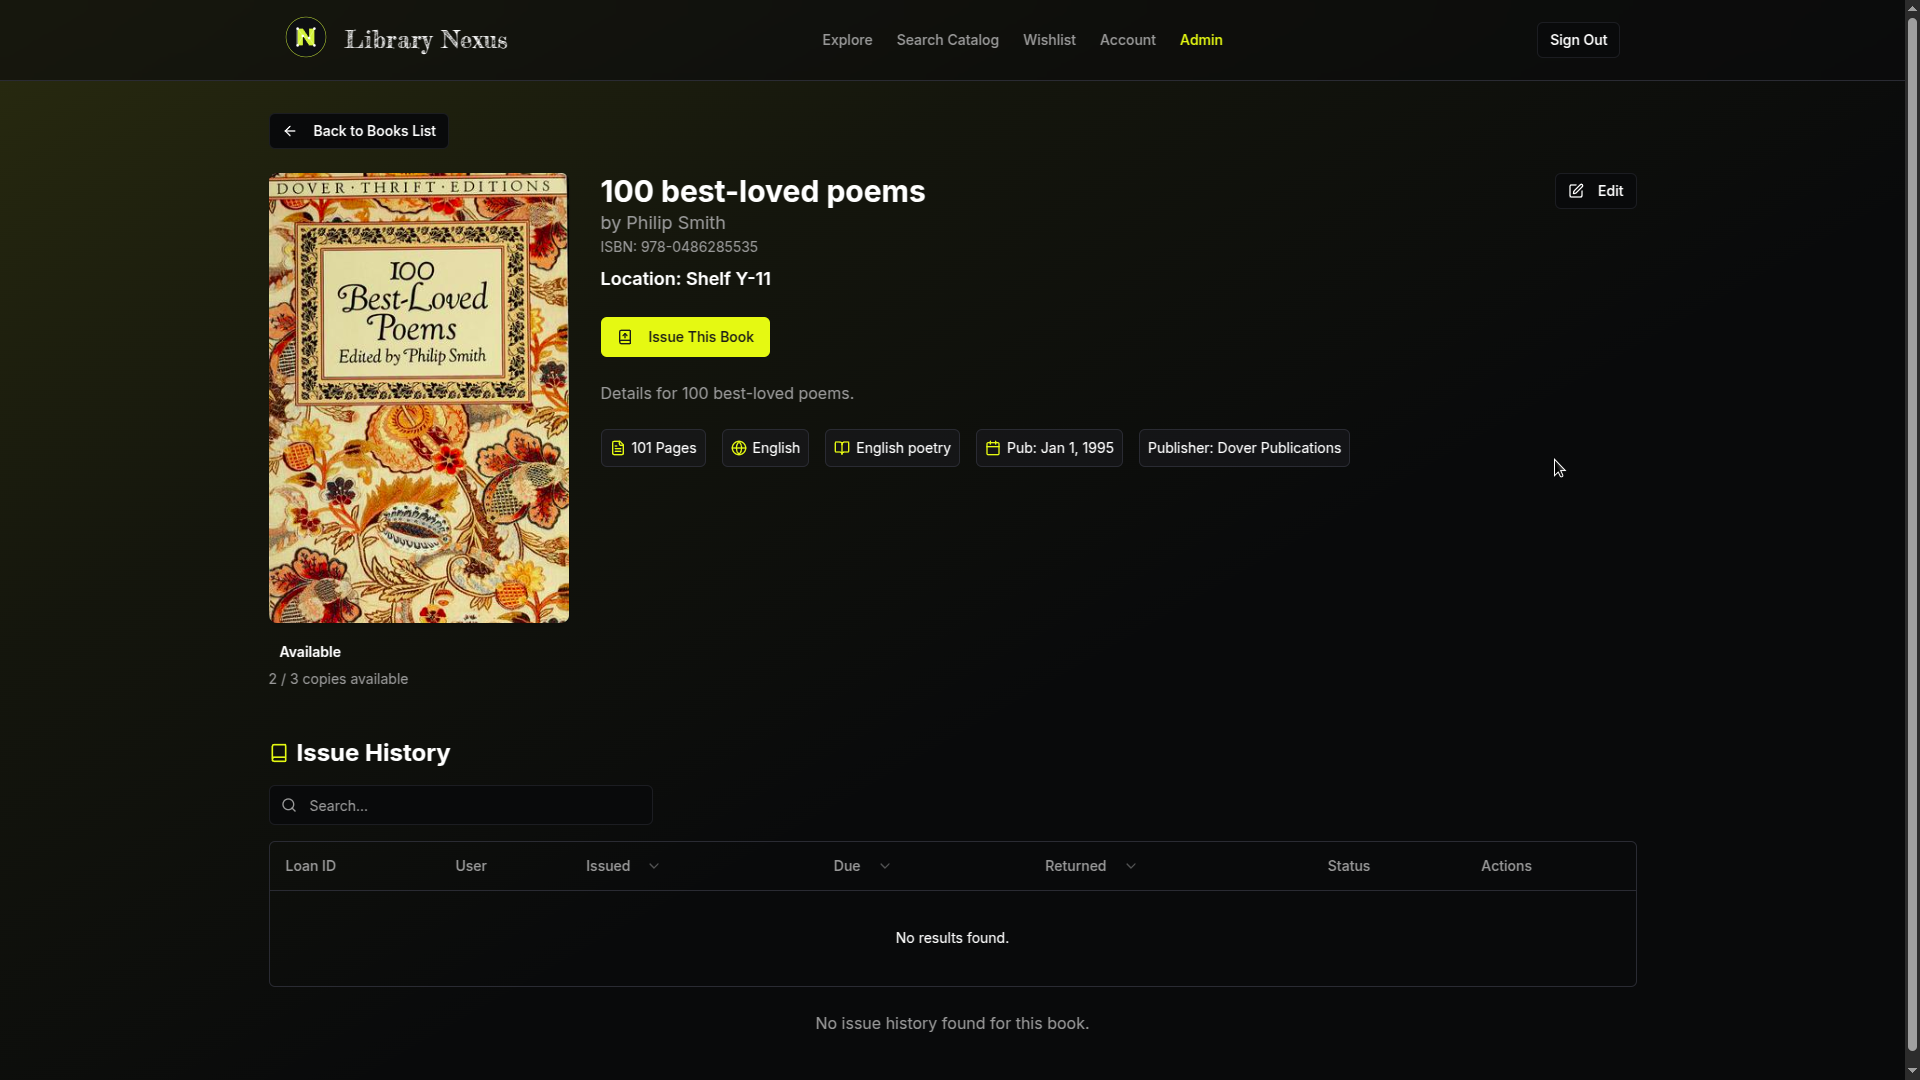 N Library Nexus
Explore Search Catalog Wishlist Account Admin
Sign Out
Back to Books List
DOVER · THRIFT · EDITIONS
100
Best-Loved
Poems
Edited by Philip Smith
100 best-loved poems
Edit
by Philip Smith
ISBN: 978-0486285535
Location: Shelf Y-11
Issue This Book
Details for 100 best-loved poems.
101 Pages English English poetry Pub: Jan 1, 1995 Publisher: Dover Publications
Available
2 / 3 copies available
Issue History
Search...
Loan ID User Issued Due Returned Status Actions
No results found.
No issue history found for this book.